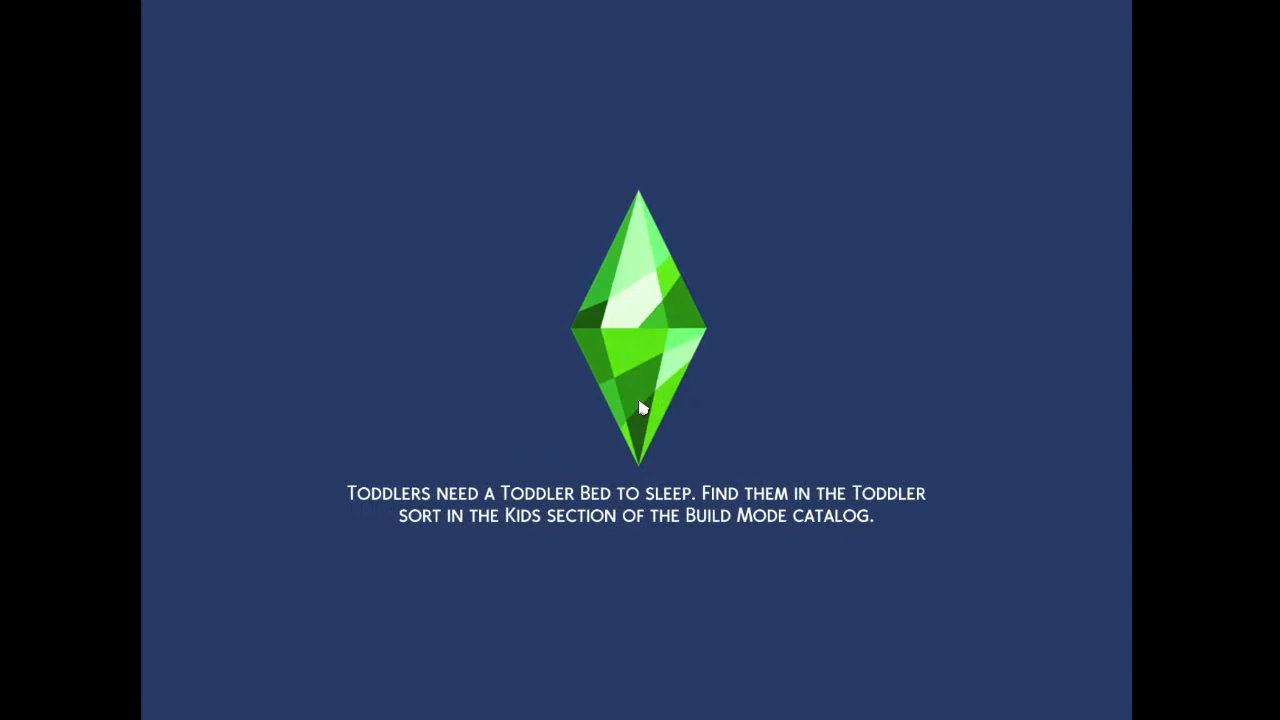 Toddlers need a Toddler Bed to sleep. Find them in the Toddler
sort in the Kids section of the Build Mode catalog.